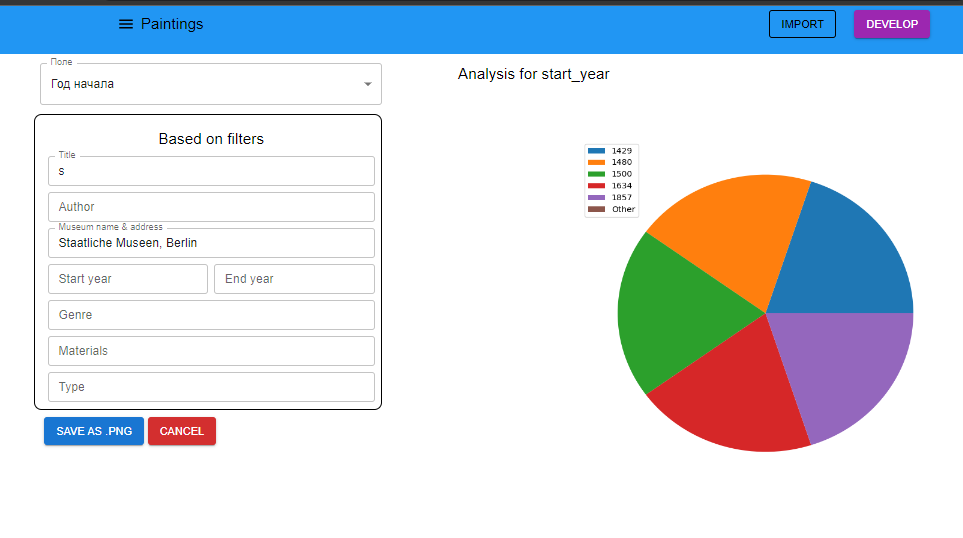 Paintings
IMPORT
DEVELOP
Поле
Год начала
Based on filters
Title
s
Author
Museum name & address
Staatliche Museen, Berlin
Start year
End year
Genre
Materials
Type
SAVE AS .PNG
CANCEL
Analysis for start_year
1429
1480
1500
1634
1857
Other